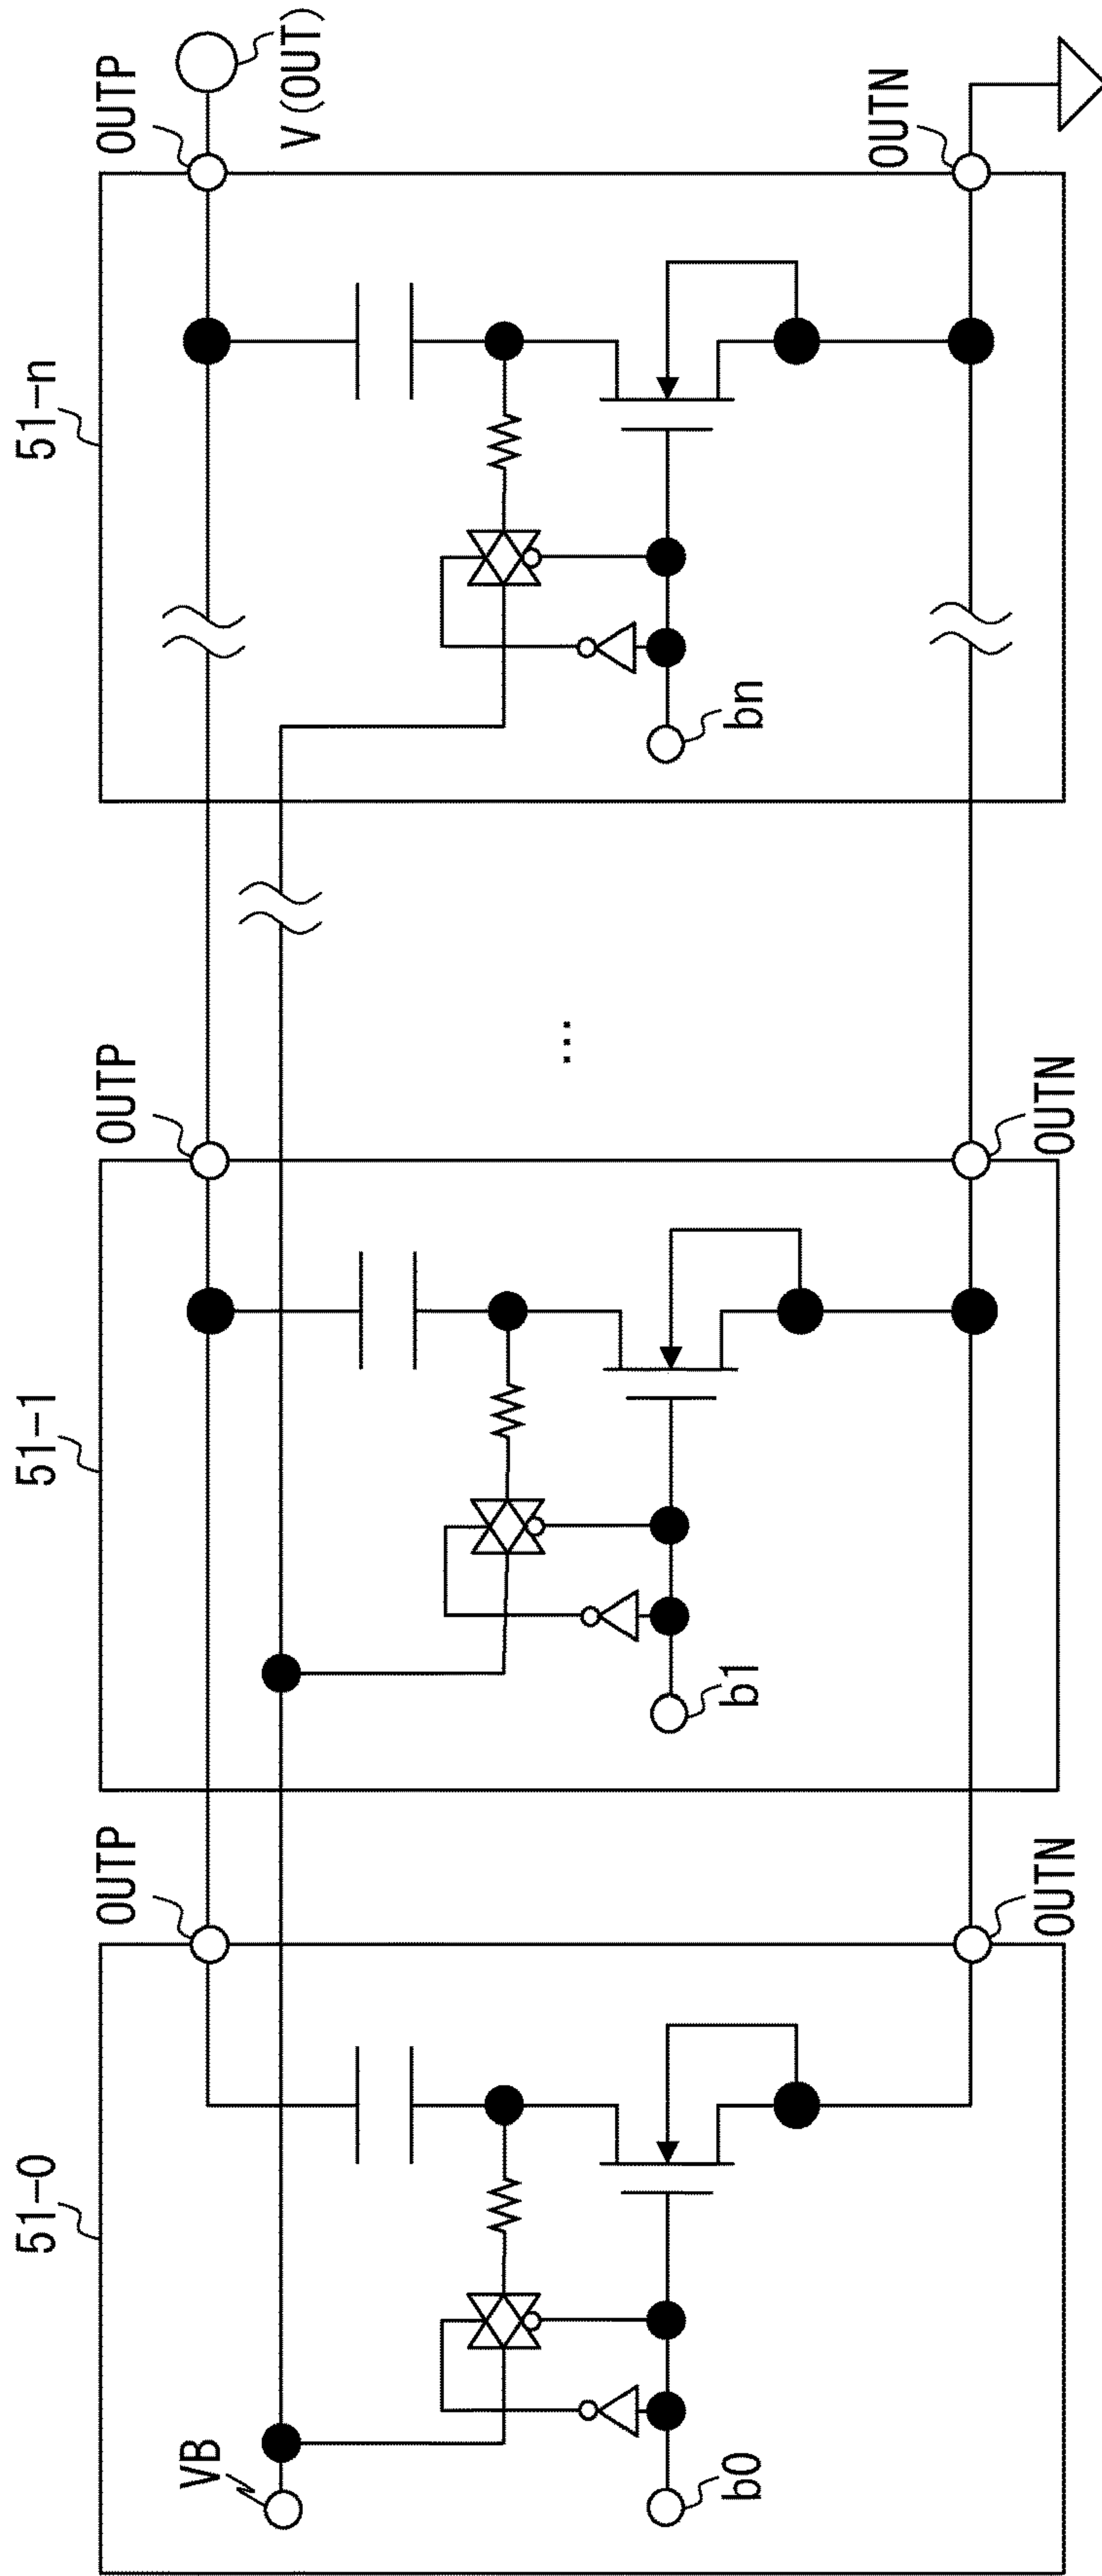 51-0
VB
b0
OUTP
OUTN
51-1
b1
OUTP
OUTN
...
51-n
bn
OUTP
V(OUT)
OUTN